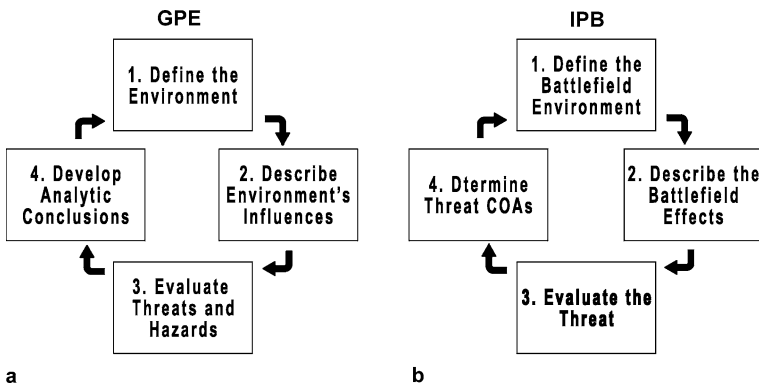 GPE
1. Define the
Environment
2. Describe
Environment's
Influences
3. Evaluate
Threats and
Hazards
4. Develop
Analytic
Conclusions
a
IPB
1. Define the
Battlefield
Environment
2. Describe the
Battlefield
Effects
3. Evaluate the
Threat
4. Dtermine
Threat COAs
b